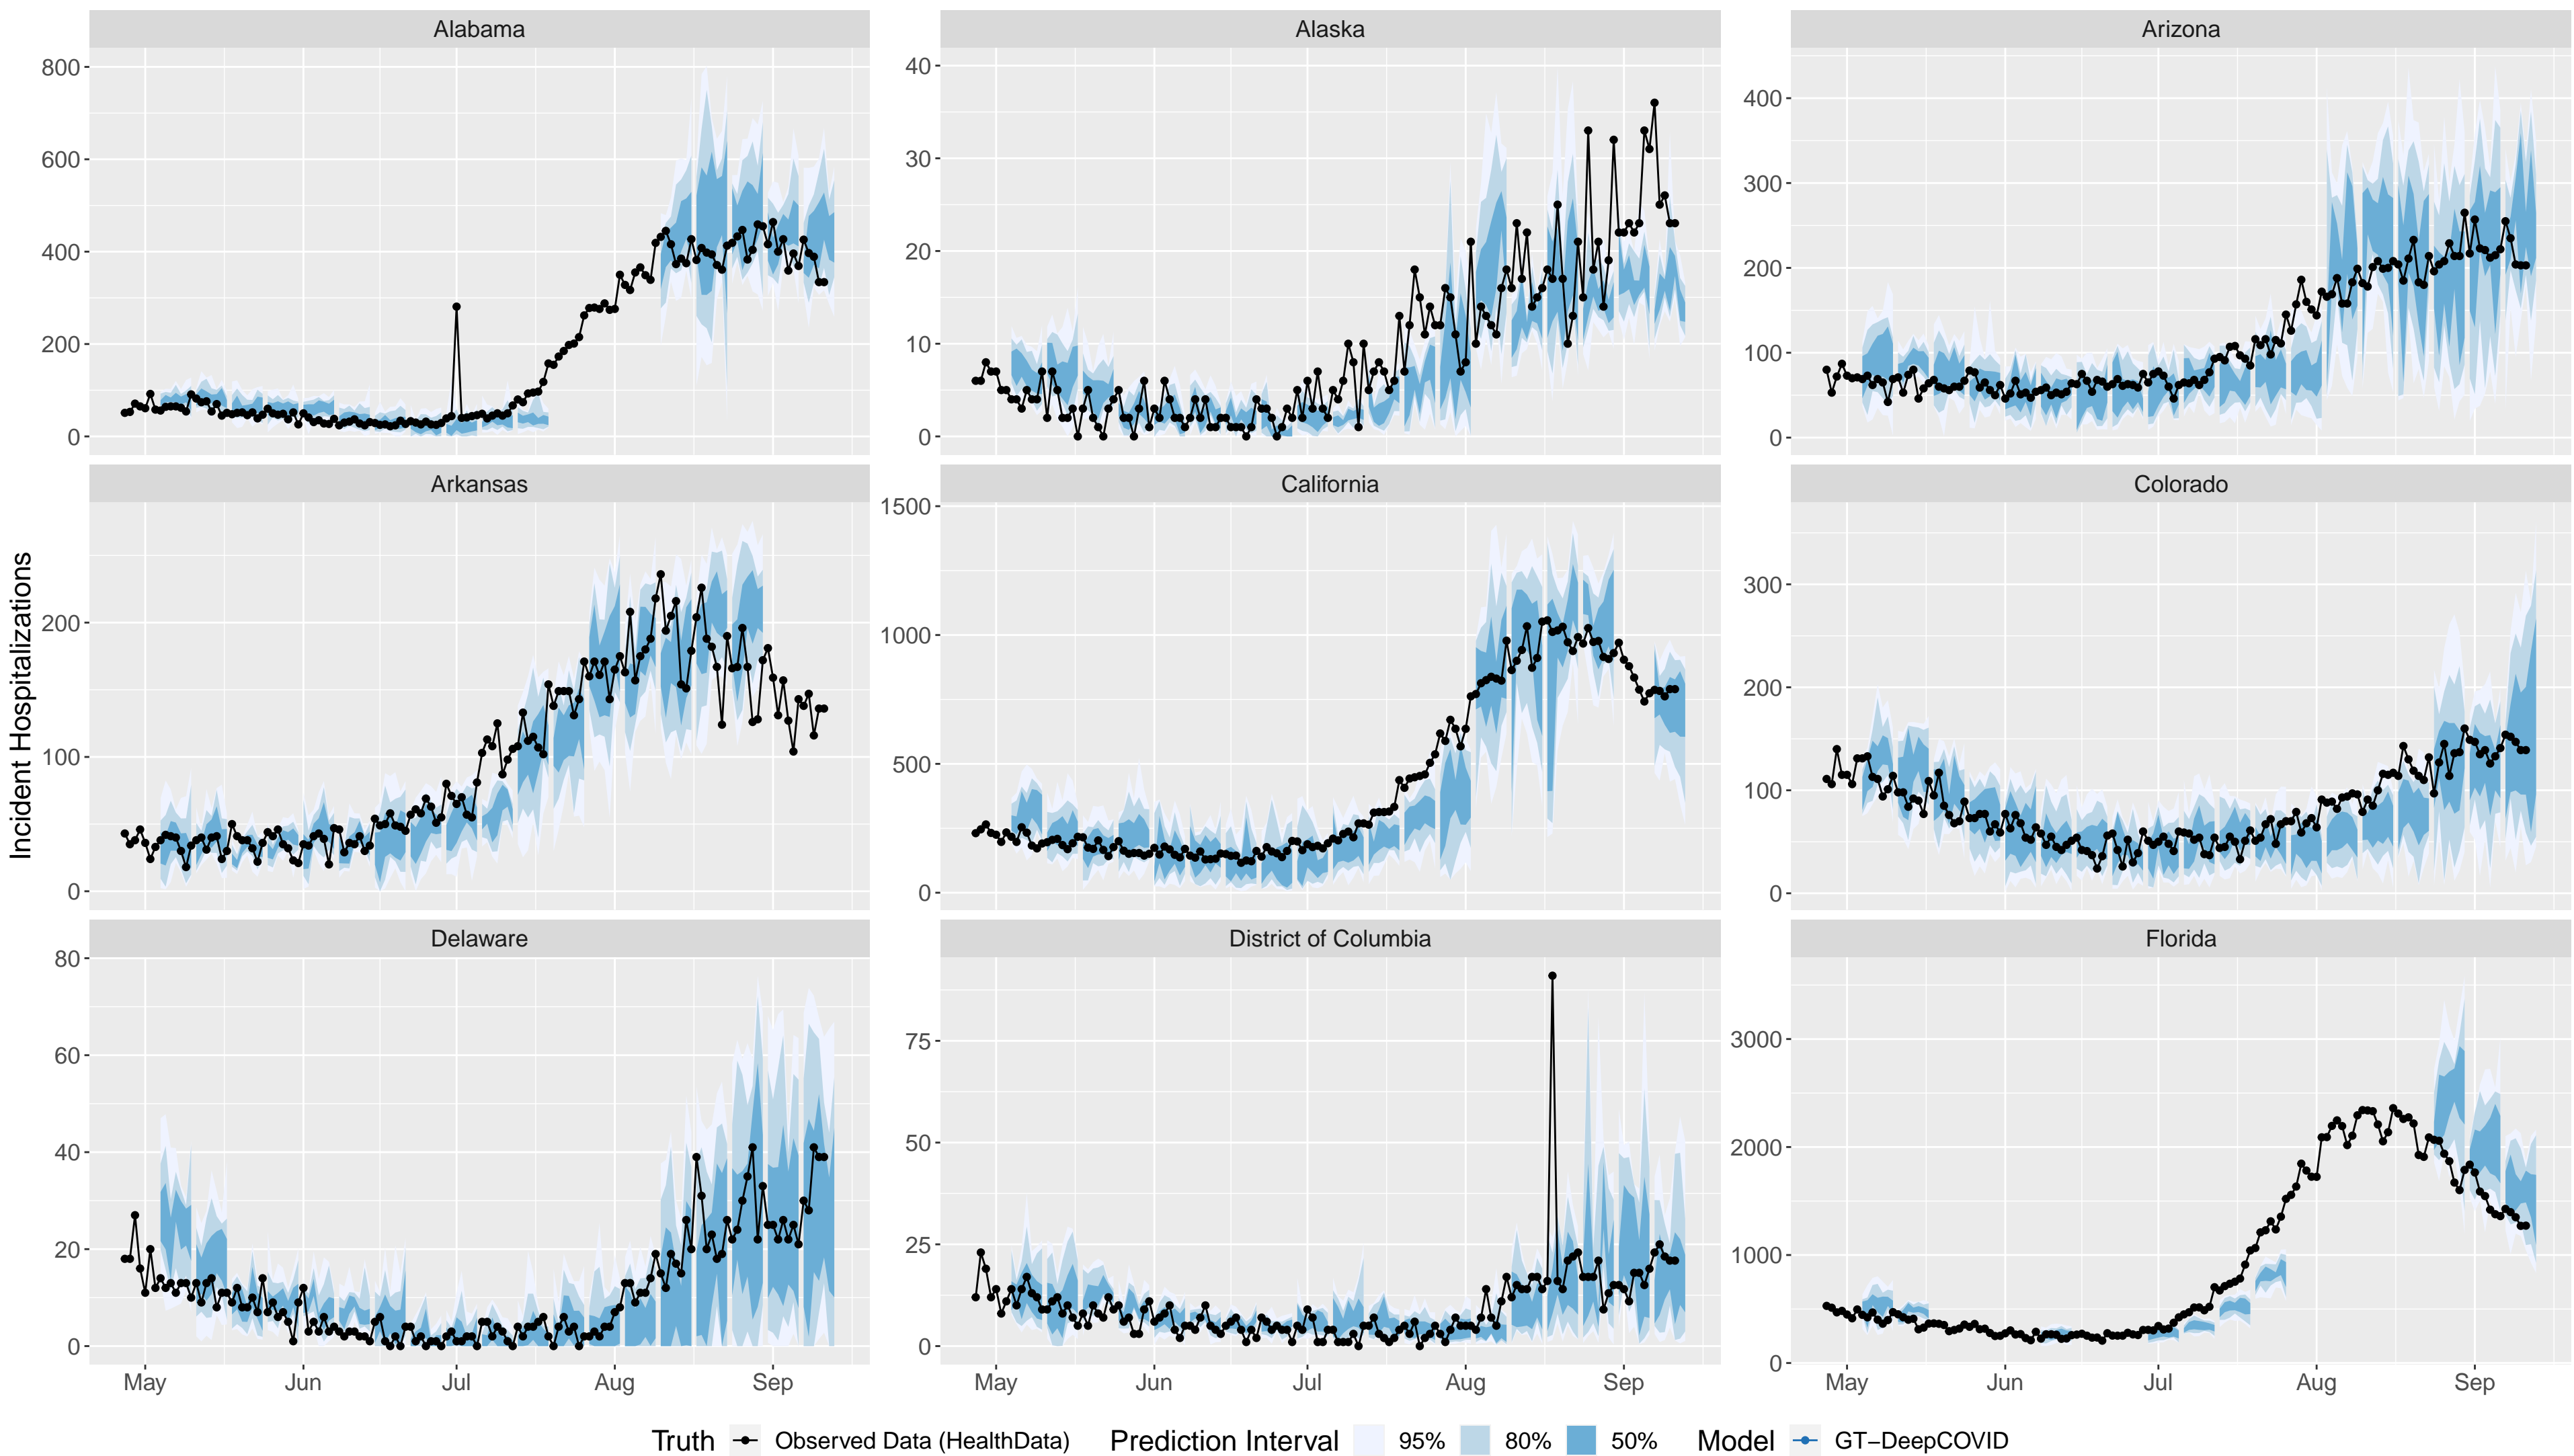 Alabama
Alaska
Arizona
800
600
400
200
0
40
30
20
10
0
400
300
200
100
0
Arkansas
California
Colorado
Incident Hospitalizations
200
100
0
1500
1000
500
0
300
200
100
0
Delaware
District of Columbia
Florida
80
60
40
20
0
75
50
25
0
3000
2000
1000
0
May Jun Jul Aug Sep
May Jun Jul Aug Sep
May Jun Jul Aug Sep
Truth Observed Data (HealthData) Prediction Interval 95% 80% 50% Model GT−DeepCOVID